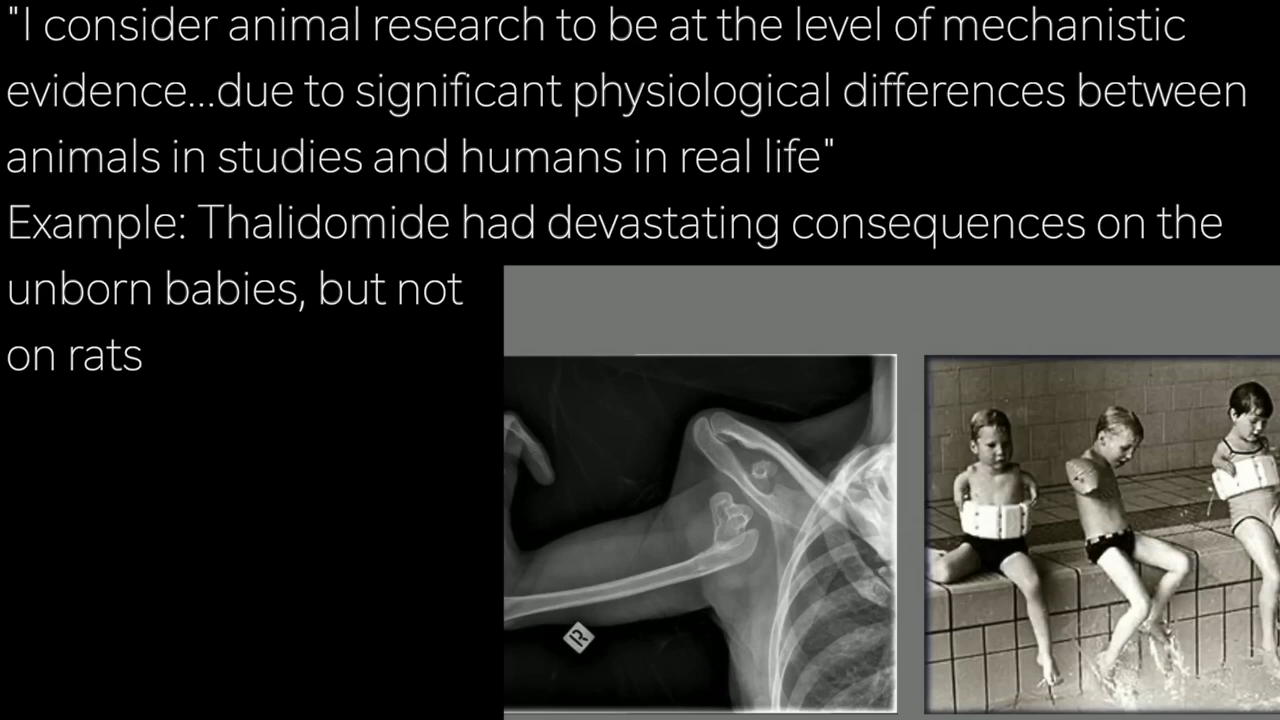 "I consider animal research to be at the level of mechanistic
evidence...due to significant physiological differences between
animals in studies and humans in real life"
Example: Thalidomide had devastating consequences on the
unborn babies, but not
on rats
R